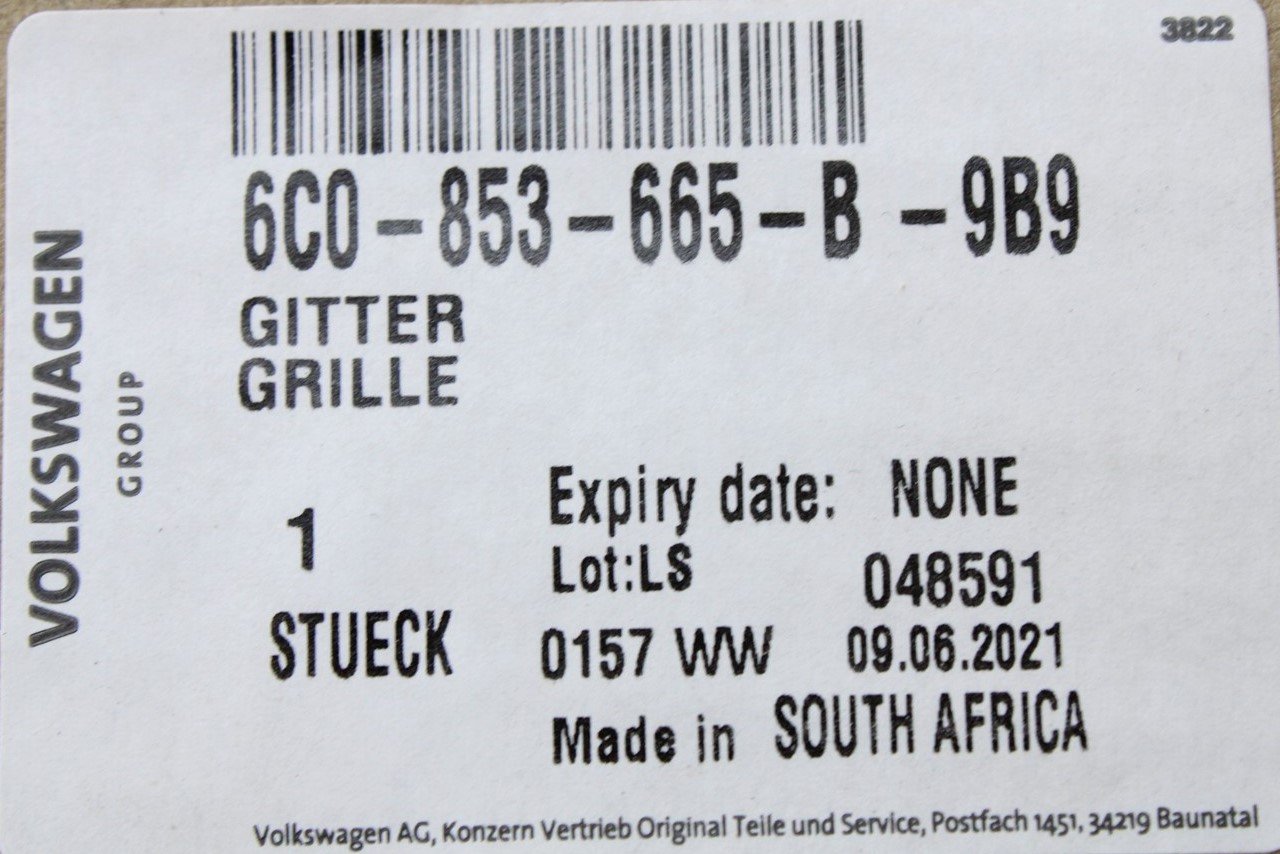 3822
VOLKSWAGEN
GROUP
6C0-853-665-B -9B9
GITTER
GRILLE
1
STUECK
Expiry date: NONE
Lot:LS 048591
0157 WW 09.06.2021
Made in SOUTH AFRICA
Volkswagen AG, Konzern Vertrieb Original Teile und Service, Postfach 1451, 34219 Baunatal